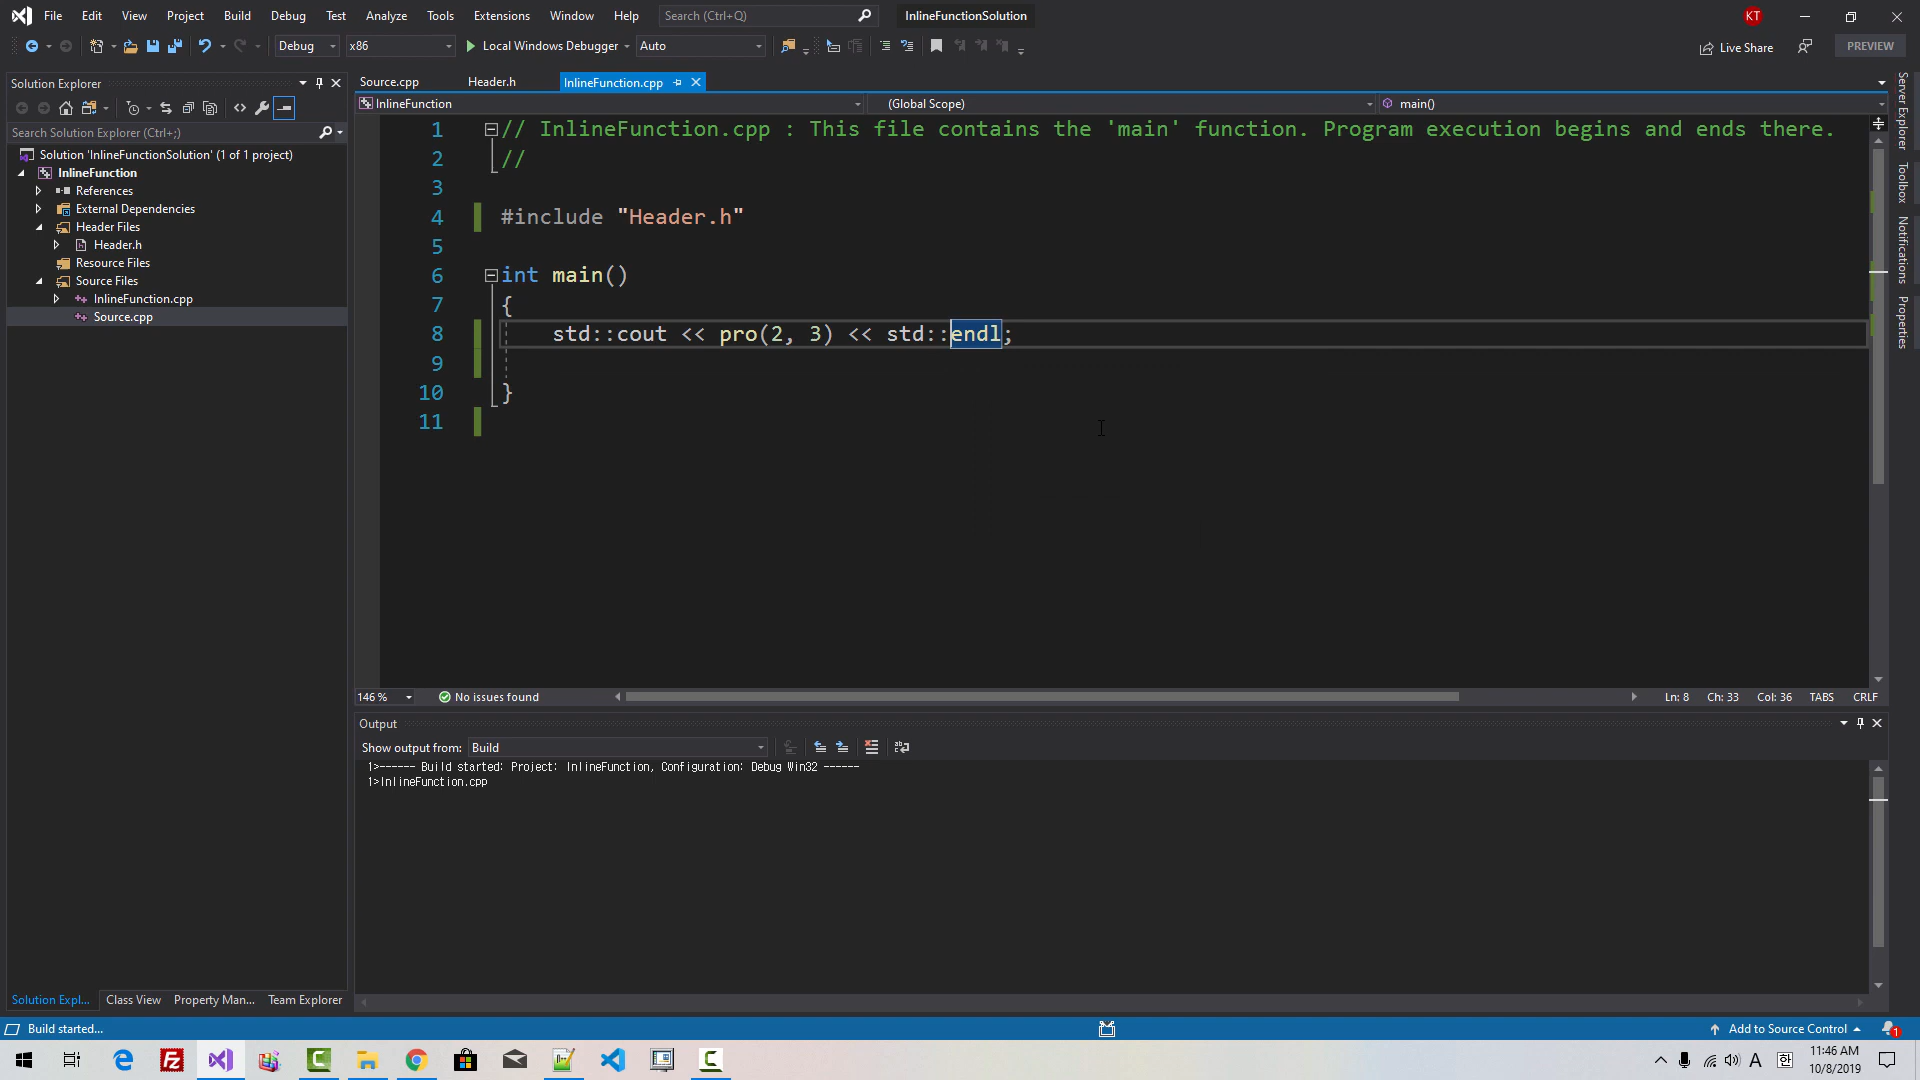 File Edit View Project Build Debug Test Analyze Tools Extensions Window Help Search (Ctrl+Q) InlineFunctionSolution KT
Debug x86 Local Windows Debugger Auto Live Share PREVIEW
Solution Explorer
Search Solution Explorer (Ctrl+;)
Solution 'InlineFunctionSolution' (1 of 1 project)
InlineFunction
References
External Dependencies
Header Files
Header.h
Resource Files
Source Files
InlineFunction.cpp
Source.cpp
Solution Expl... Class View Property Man... Team Explorer
Source.cpp Header.h InlineFunction.cpp
InlineFunction (Global Scope) main()
1 // InlineFunction.cpp : This file contains the 'main' function. Program execution begins and ends there.
2 //
3
4 #include "Header.h"
5
6 int main()
7 {
8 std::cout << pro(2, 3) << std::endl;
9
10 }
11
146 % No issues found Ln: 8 Ch: 33 Col: 36 TABS CRLF
Output
Show output from: Build
1>------ Build started: Project: InlineFunction, Configuration: Debug Win32 ------
1>InlineFunction.cpp
Server Explorer
Toolbox
Notifications
Properties
Build started... Add to Source Control 1
A 한 11:46 AM
10/8/2019